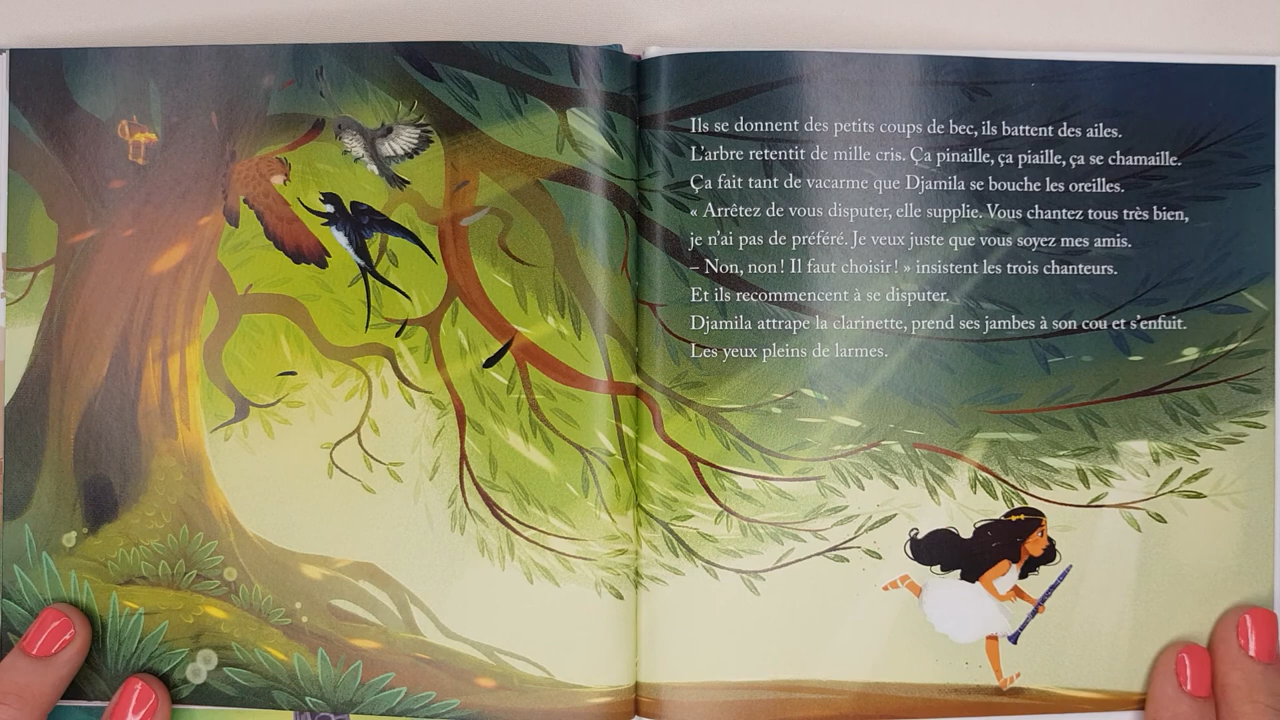 Ils se donnent des petits coups de bec, ils battent des ailes.
L'arbre retentit de mille cris. Ça pinaille, ça piaille, ça se chamaille.
Ça fait tant de vacarme que Djamila se bouche les oreilles.
« Arrêtez de vous disputer, elle supplie. Vous chantez tous très bien,
je n'ai pas de préféré. Je veux juste que vous soyez mes amis.
– Non, non ! Il faut choisir ! » insistent les trois chanteurs.
Et ils recommencent à se disputer.
Djamila attrape la clarinette, prend ses jambes à son cou et s'enfuit.
Les yeux pleins de larmes.